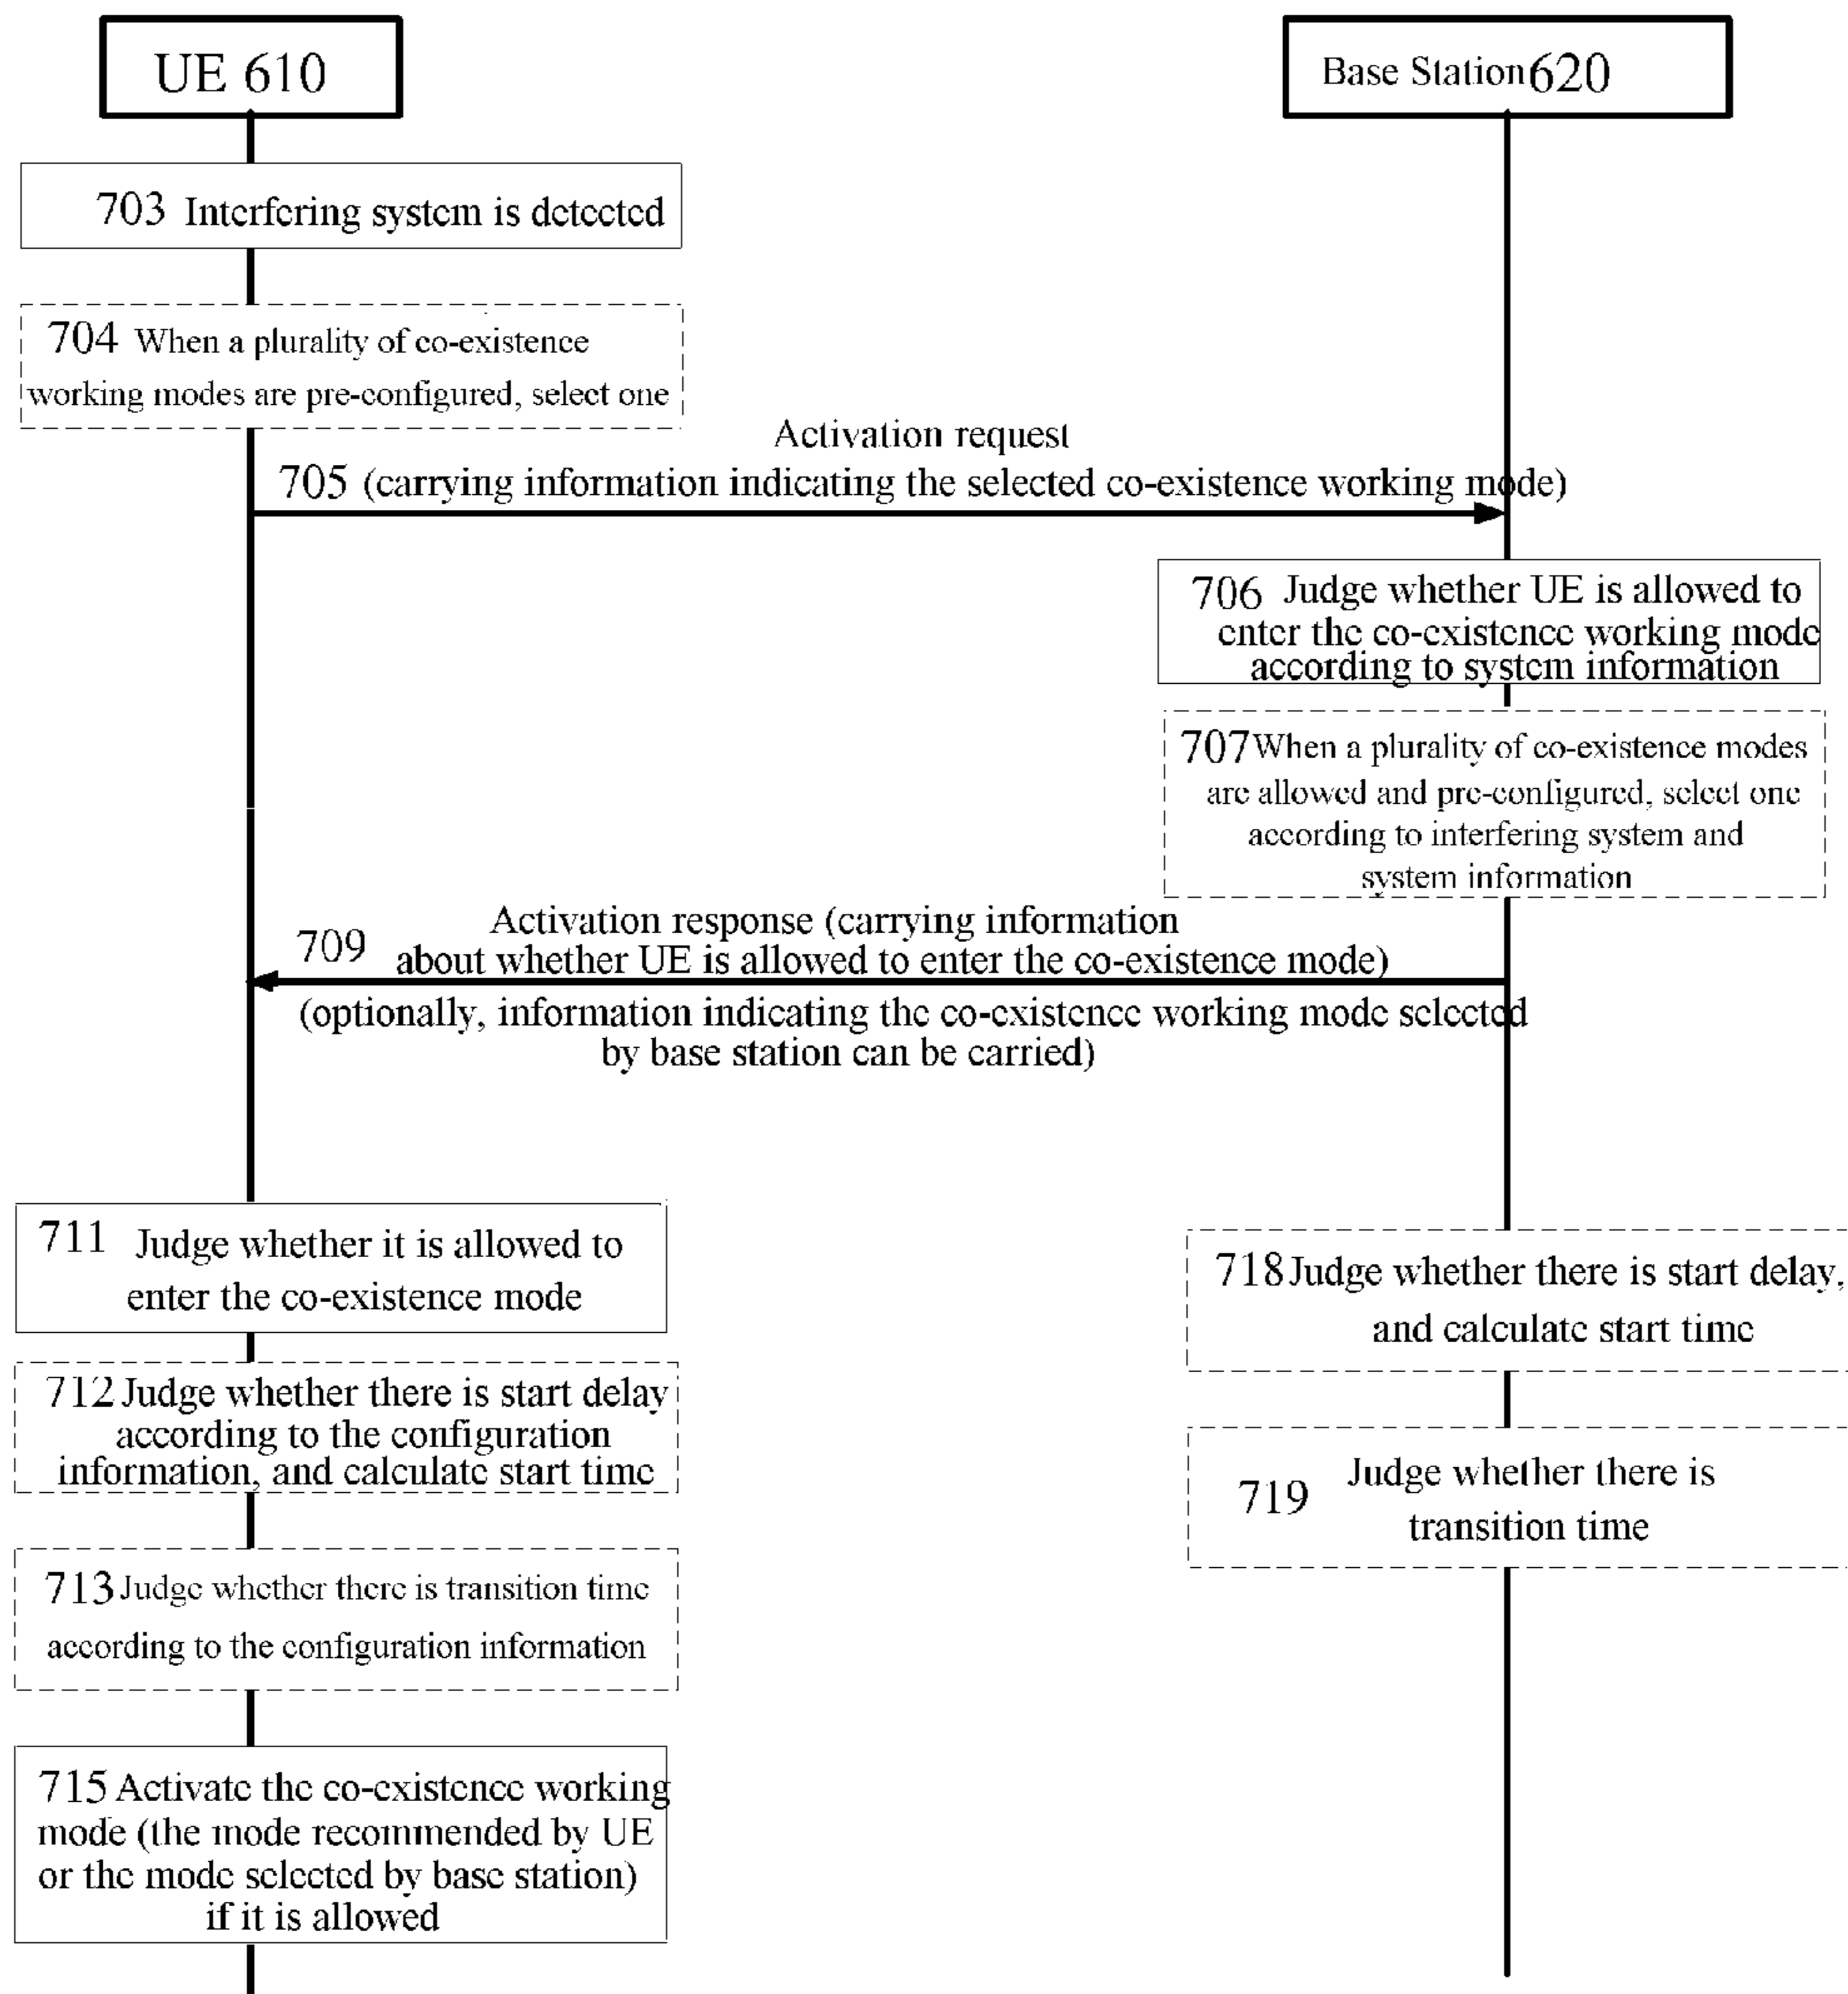 UE 610
Base Station 620
703 Interfering system is detected
704 When a plurality of co-existence
working modes are pre-configured, select one
Activation request
705 (carrying information indicating the selected co-existence working mode)
706 Judge whether UE is allowed to
enter the co-existence working mode
according to system information
707 When a plurality of co-existence modes
are allowed and pre-configured, select one
according to interfering system and
system information
Activation response (carrying information
709 about whether UE is allowed to enter the co-existence mode)
(optionally, information indicating the co-existence working mode selected
by base station can be carried)
711 Judge whether it is allowed to
enter the co-existence mode
718 Judge whether there is start delay,
and calculate start time
712 Judge whether there is start delay
according to the configuration
information, and calculate start time
719 Judge whether there is
transition time
713 Judge whether there is transition time
according to the configuration information
715 Activate the co-existence working
mode (the mode recommended by UE
or the mode selected by base station)
if it is allowed